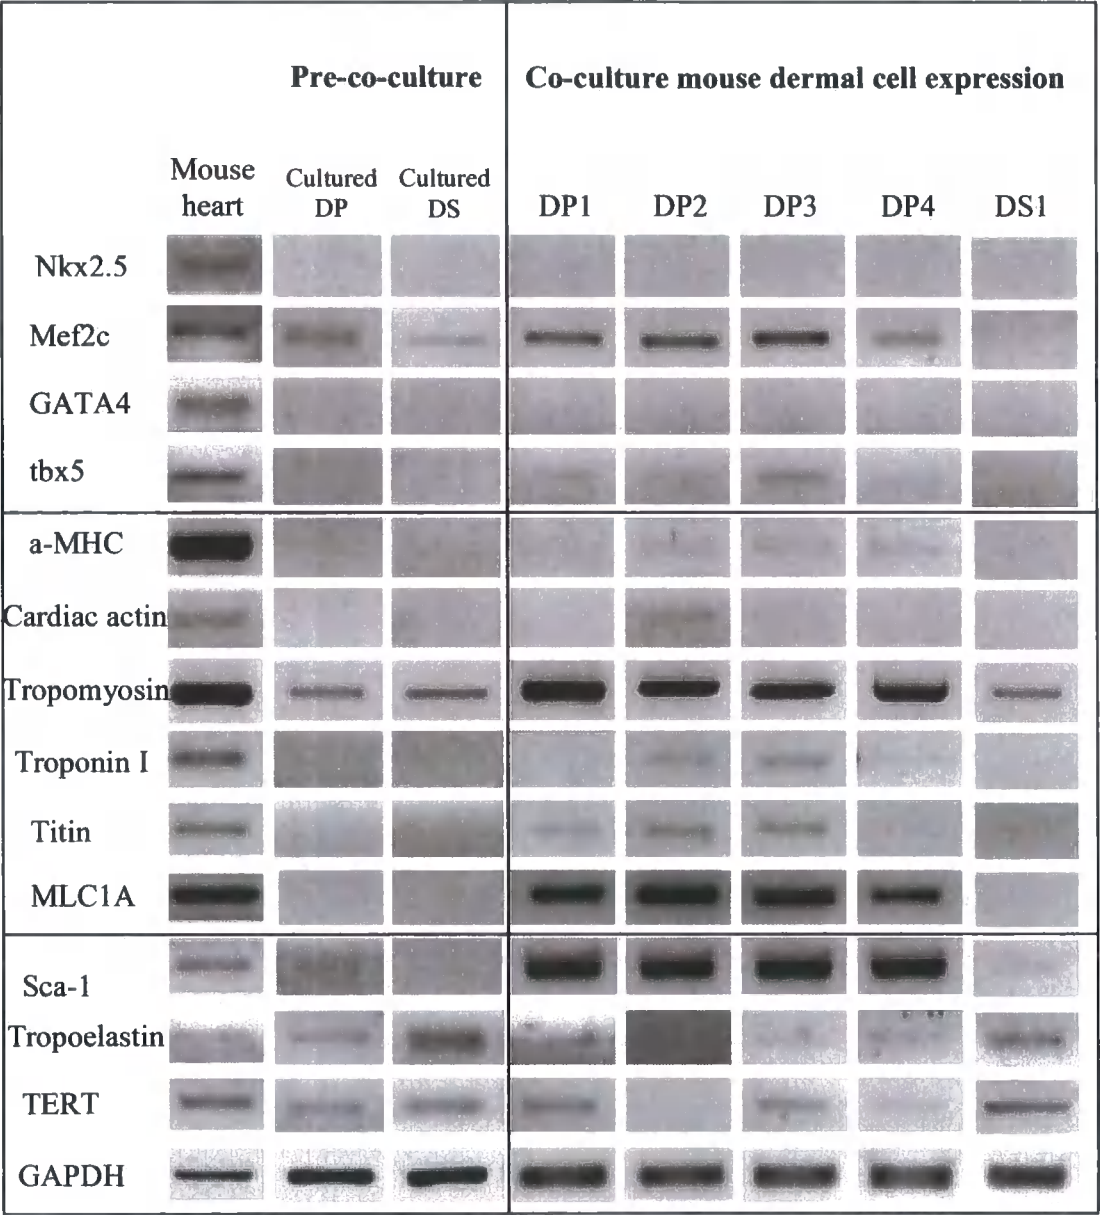 Pre-co-culture
Co-culture mouse dermal cell expression
Mouse heart
Cultured DP
Cultured DS
DP1
DP2
DP3
DP4
DS1
Nkx2.5
Mef2c
GATA4
tbx5
a-MHC
Cardiac actin
Tropomyosin
Troponin I
Titin
MLC1A
Sca-1
Tropoelastin
TERT
GAPDH